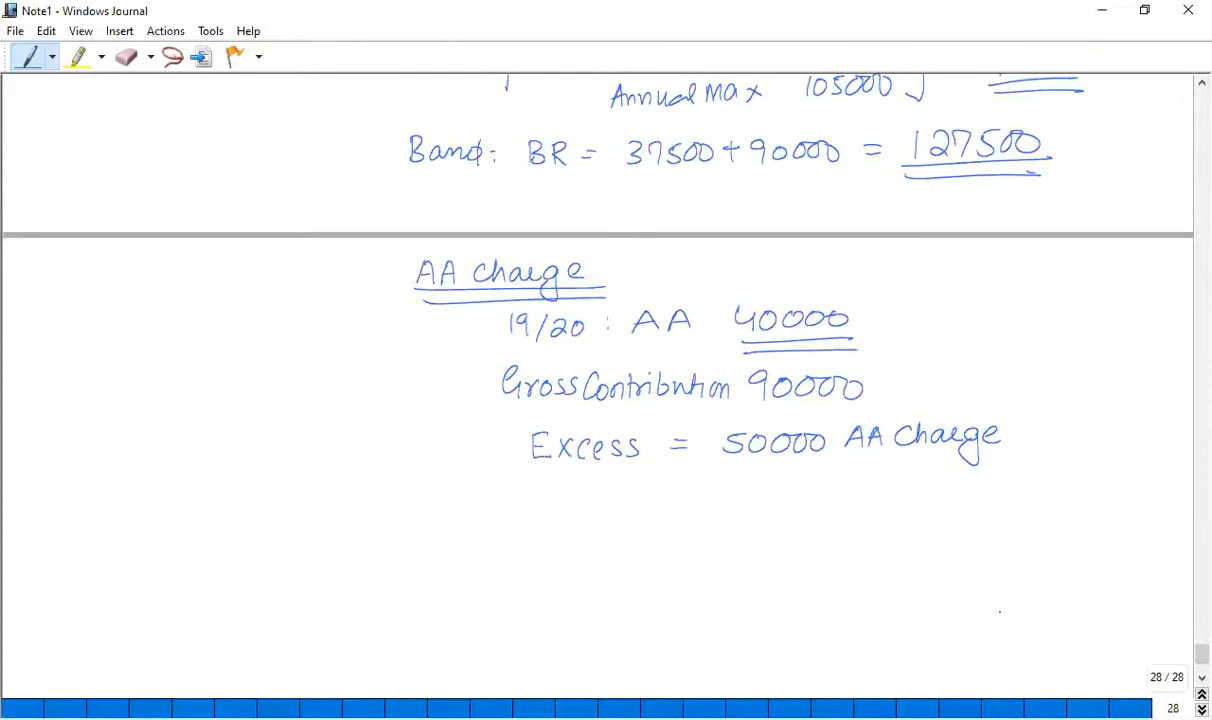 Note1 - Windows Journal
File Edit View Insert Actions Tools Help
Annual Max 105000
Band: BR = 37500 + 90000 = 127500
AA Charge
19/20 : AA 40000
Gross Contribution 90000
Excess = 50000 AA Charge
28 / 28
28